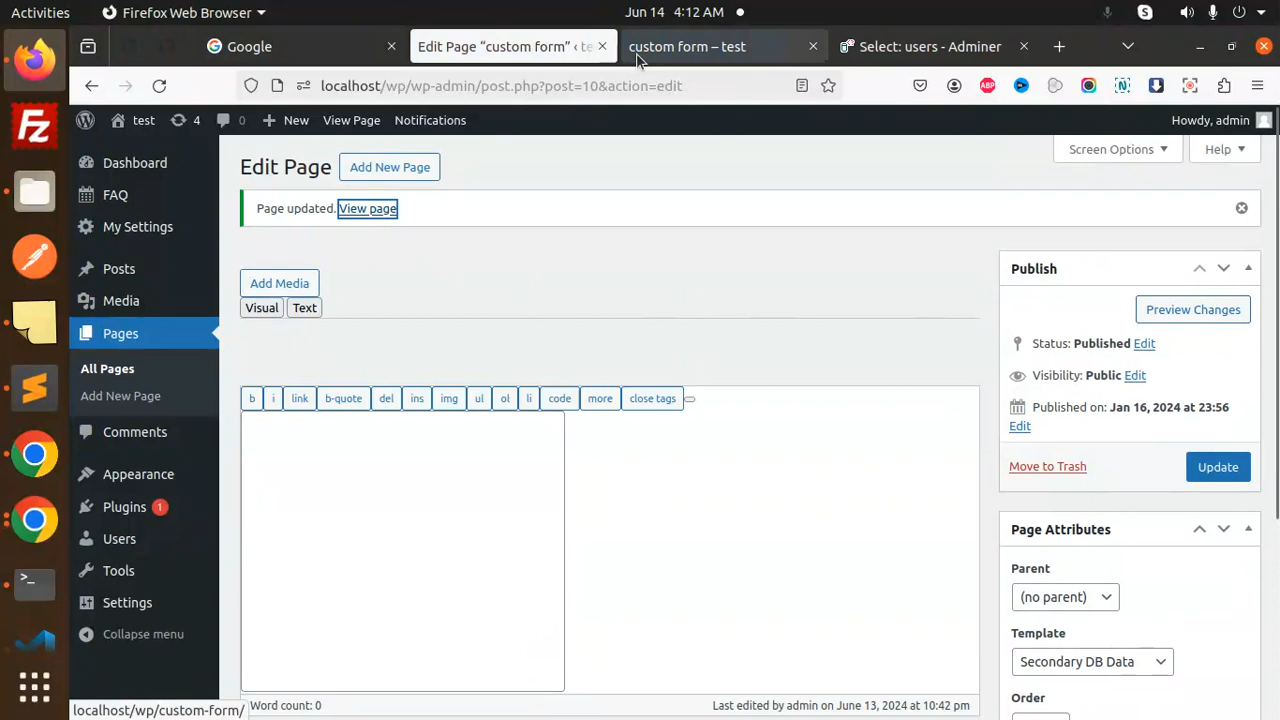 Activities
Firefox Web Browser
Jun 14 4:12 AM
Google
Edit Page “custom form” ‹ te
custom form – test
Select: users - Adminer
localhost/wp/wp-admin/post.php?post=10&action=edit
ABP
N
test
4
0
New
View Page
Notifications
Howdy, admin
Dashboard
FAQ
My Settings
Posts
Media
Pages
All Pages
Add New Page
Comments
Appearance
Plugins 1
Users
Tools
Settings
Collapse menu
localhost/wp/custom-form/
Screen Options
Help
Edit Page
Add New Page
Page updated. View page
Add Media
Visual
Text
b
i
link
b-quote
del
ins
img
ul
ol
li
code
more
close tags
Word count: 0
Last edited by admin on June 13, 2024 at 10:42 pm
Publish
Preview Changes
Status: Published Edit
Visibility: Public Edit
Published on: Jan 16, 2024 at 23:56
Edit
Move to Trash
Update
Page Attributes
Parent
(no parent)
Template
Secondary DB Data
Order